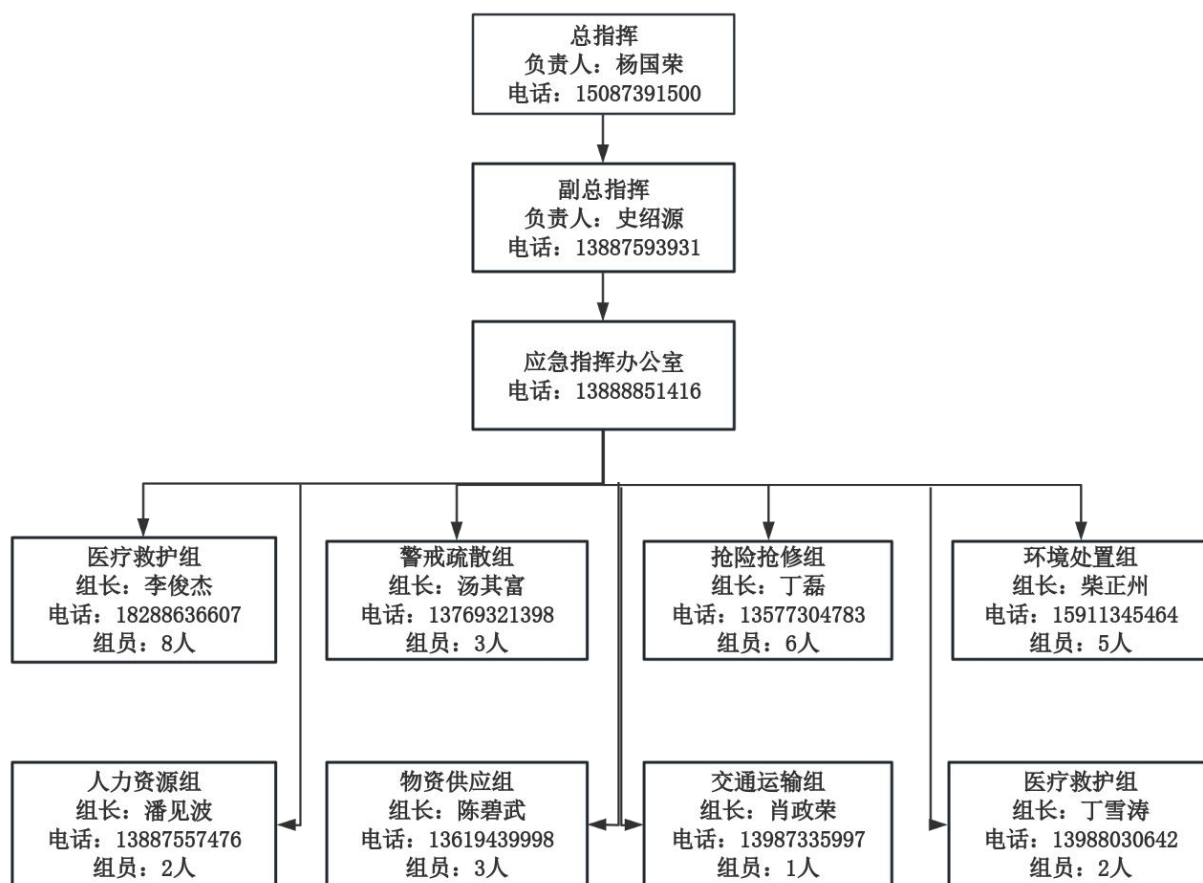 总指挥
负责人：杨国荣
电话：15087391500
副总指挥
负责人：史绍源
电话：13887593931
应急指挥办公室
电话：13888851416
医疗救护组
组长：李俊杰
电话：18288636607
组员：8人
警戒疏散组
组长：汤其富
电话：13769321398
组员：3人
抢险抢修组
组长：丁磊
电话：13577304783
组员：6人
环境处置组
组长：柴正州
电话：15911345464
组员：5人
人力资源组
组长：潘见波
电话：13887557476
组员：2人
物资供应组
组长：陈碧武
电话：13619439998
组员：3人
交通运输组
组长：肖政荣
电话：13987335997
组员：1人
医疗救护组
组长：丁雪涛
电话：13988030642
组员：2人